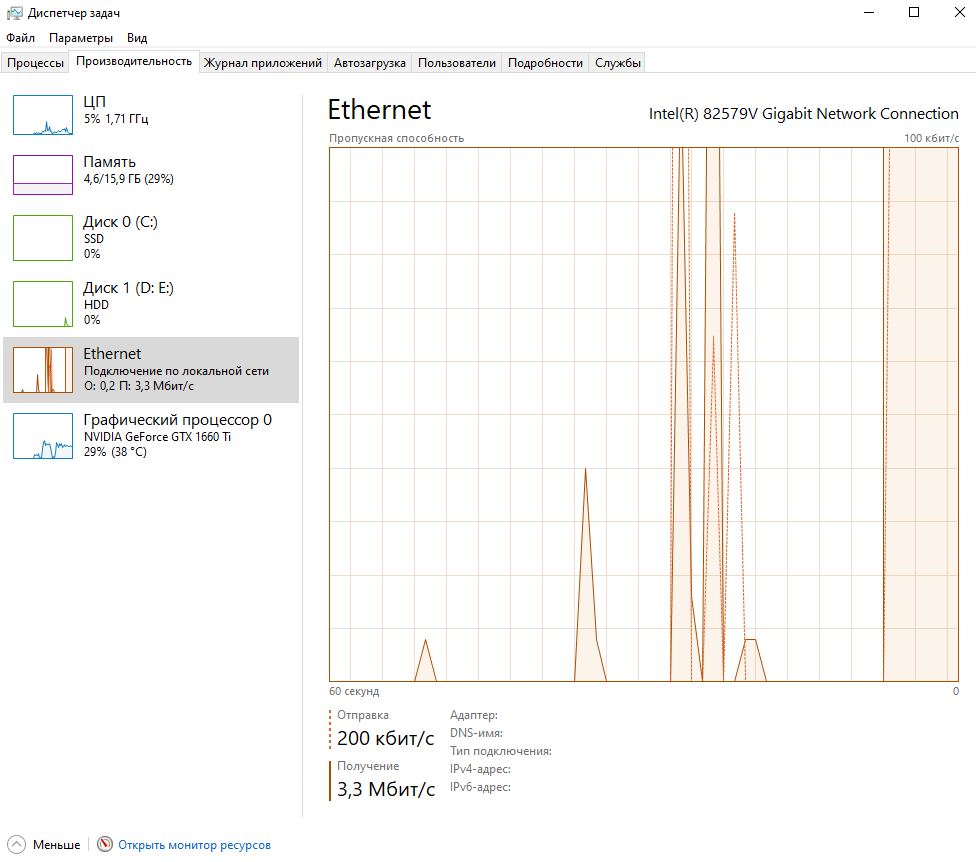 Диспетчер задач
Файл Параметры Вид
Процессы Производительность Журнал приложений Автозагрузка Пользователи Подробности Службы
ЦП
5% 1,71 ГГц
Память
4,6/15,9 ГБ (29%)
Диск 0 (C:)
SSD
0%
Диск 1 (D: E:)
HDD
0%
Ethernet
Подключение по локальной сети
О: 0,2 П: 3,3 Мбит/с
Графический процессор 0
NVIDIA GeForce GTX 1660 Ti
29% (38 °C)
Ethernet
Intel(R) 82579V Gigabit Network Connection
Пропускная способность
100 кбит/с
60 секунд
0
Отправка
200 кбит/с
Получение
3,3 Мбит/с
Адаптер:
DNS-имя:
Тип подключения:
IPv4-адрес:
IPv6-адрес:
Меньше
Открыть монитор ресурсов